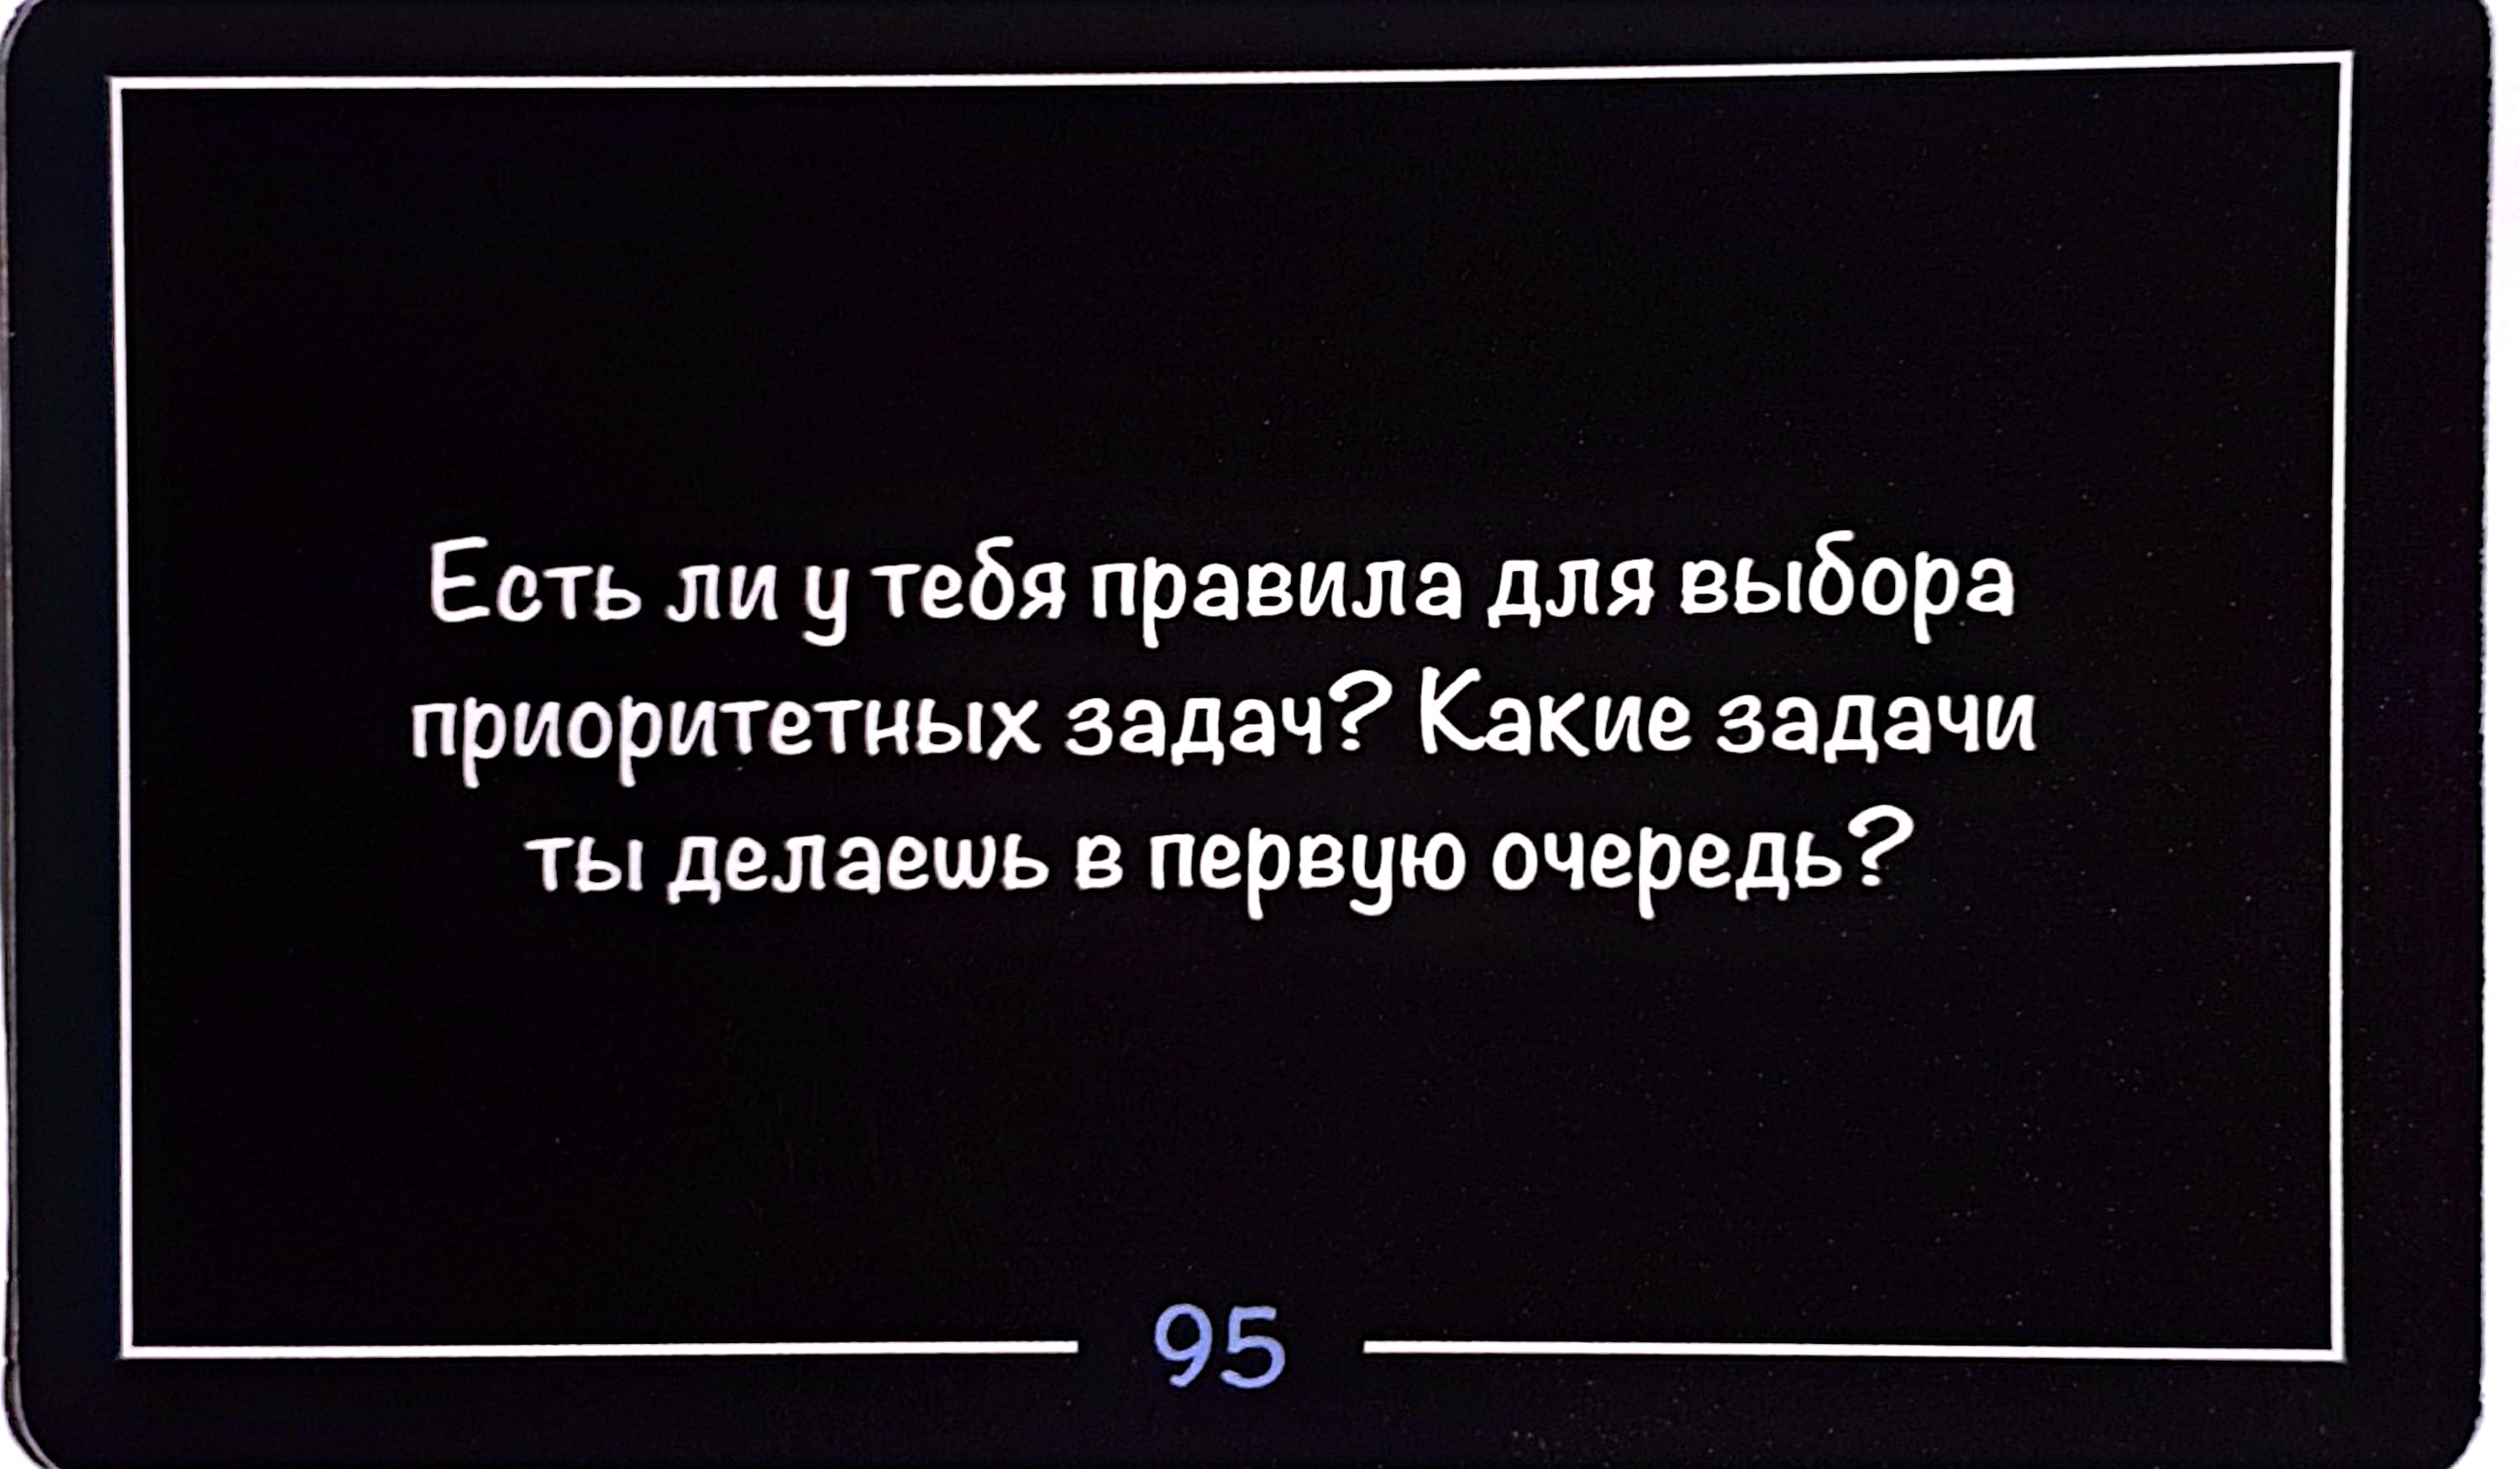 Есть ли у тебя правила для выбора
приоритетных задач? Какие задачи
ты делаешь в первую очередь?
95